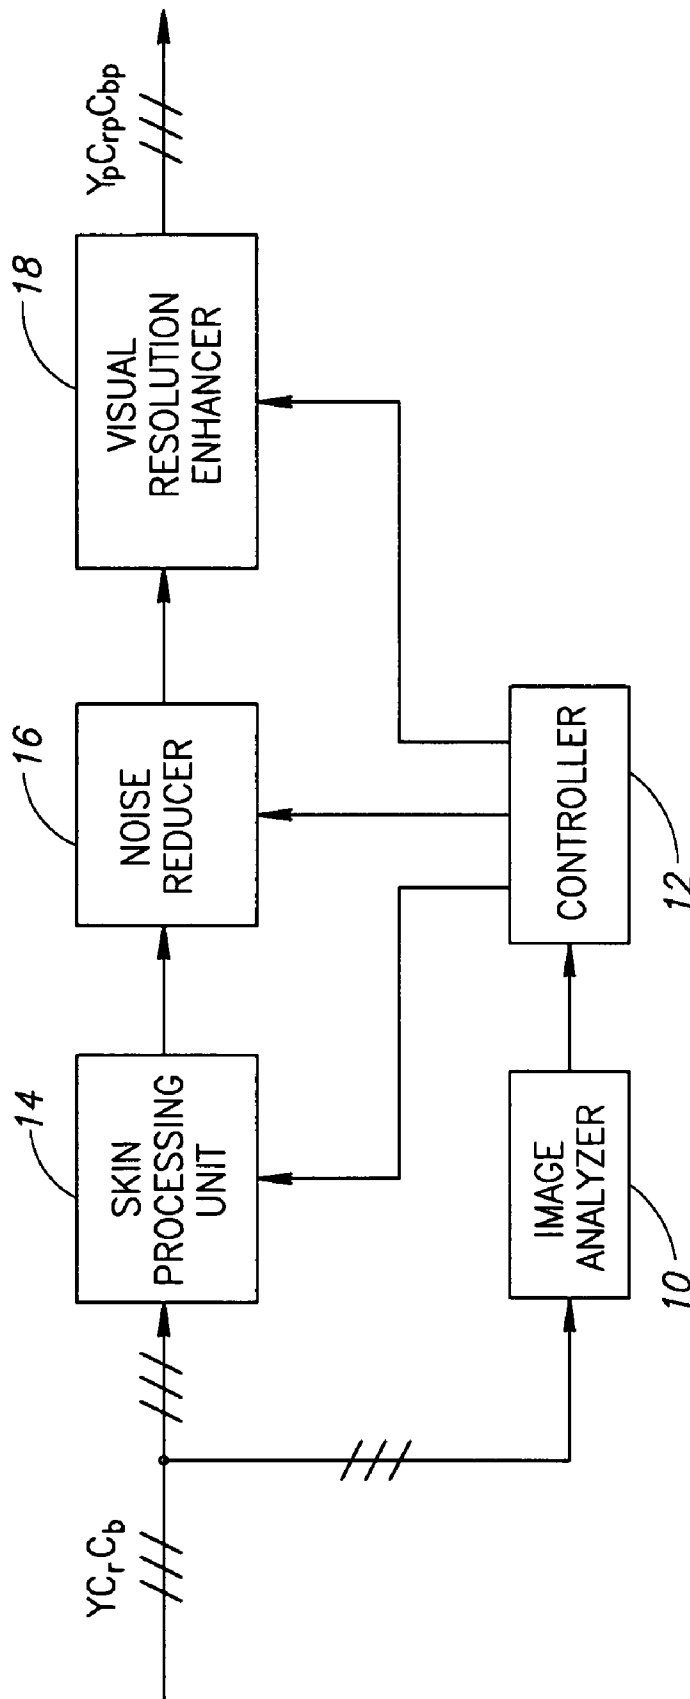 YCrCb
14
SKIN
PROCESSING
UNIT
16
NOISE
REDUCER
18
VISUAL
RESOLUTION
ENHANCER
YpCrpCbp
IMAGE
ANALYZER
10
CONTROLLER
12